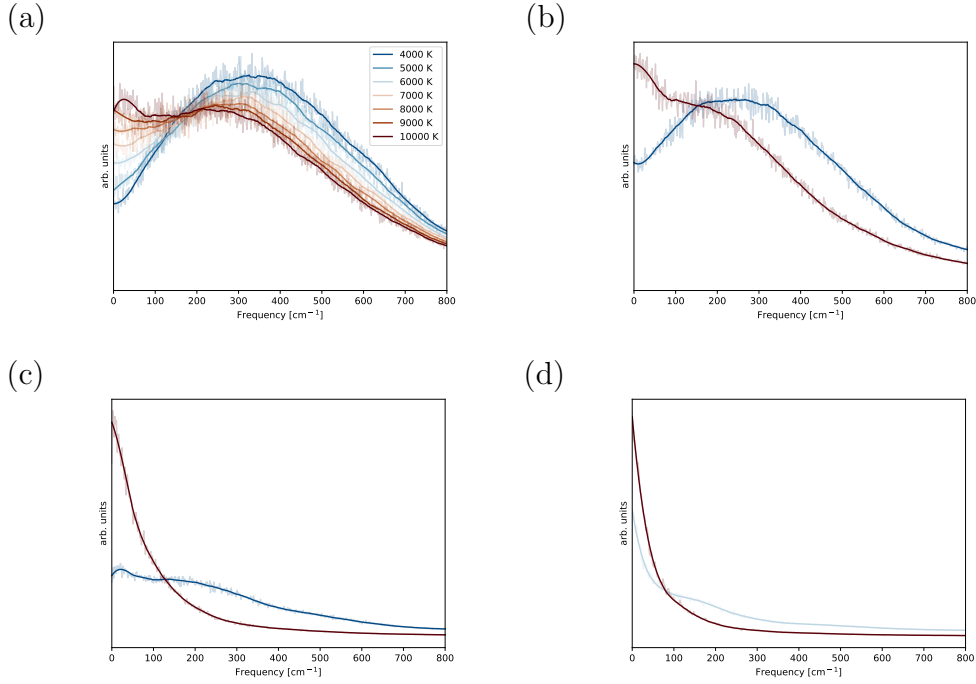 (a)
arb. units
4000 K
5000 K
6000 K
7000 K
8000 K
9000 K
10000 K
0 100 200 300 400 500 600 700 800
Frequency [cm⁻¹]
(b)
arb. units
0 100 200 300 400 500 600 700 800
Frequency [cm⁻¹]
(c)
arb. units
0 100 200 300 400 500 600 700 800
Frequency [cm⁻¹]
(d)
arb. units
0 100 200 300 400 500 600 700 800
Frequency [cm⁻¹]